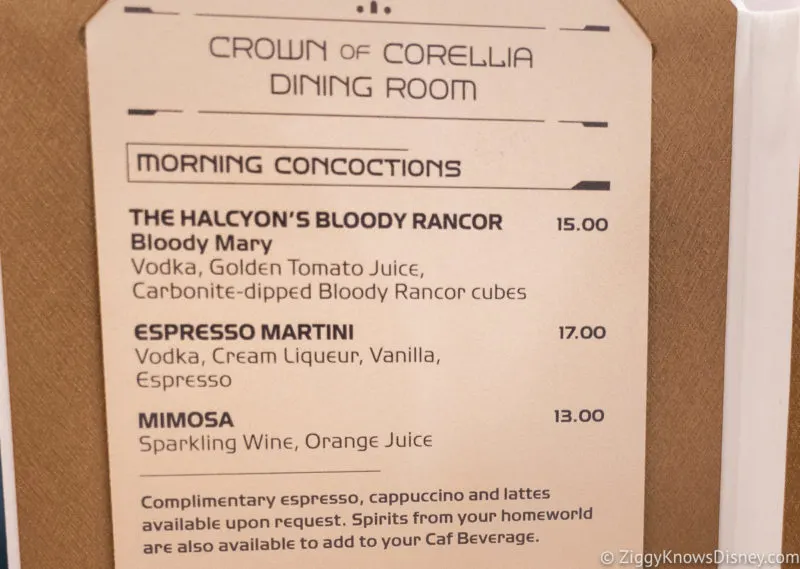 CROWN OF CORELLIA
DINING ROOM
MORNING CONCOCTIONS
THE HALCYON'S BLOODY RANCOR 15.00
Bloody Mary
Vodka, Golden Tomato Juice,
Carbonite-dipped Bloody Rancor cubes
ESPRESSO MARTINI 17.00
Vodka, Cream Liqueur, Vanilla,
Espresso
MIMOSA 13.00
Sparkling Wine, Orange Juice
Complimentary espresso, cappuccino and lattes
available upon request. Spirits from your homeworld
are also available to add to your Caf Beverage.
© ZiggyKnowsDisney.com